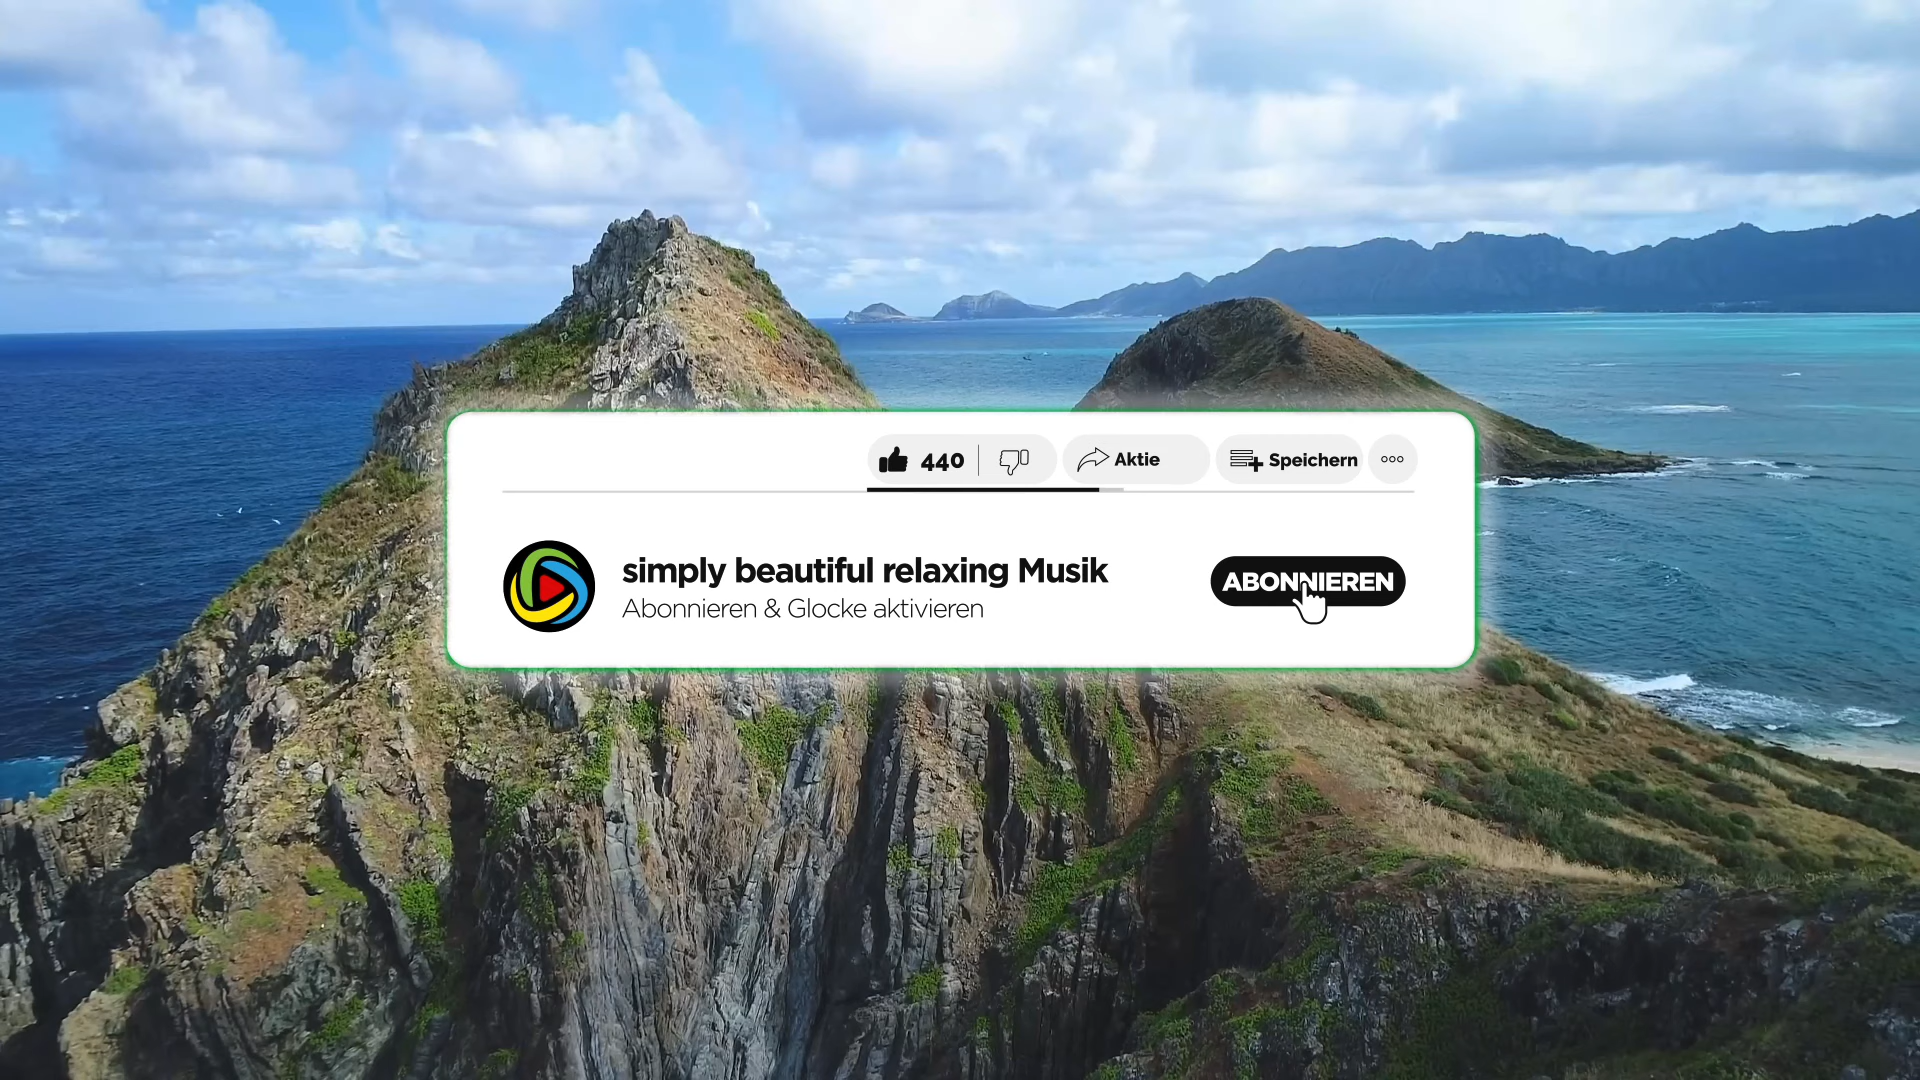 440
Aktie
Speichern
simply beautiful relaxing Musik
Abonnieren & Glocke aktivieren
ABONNIEREN